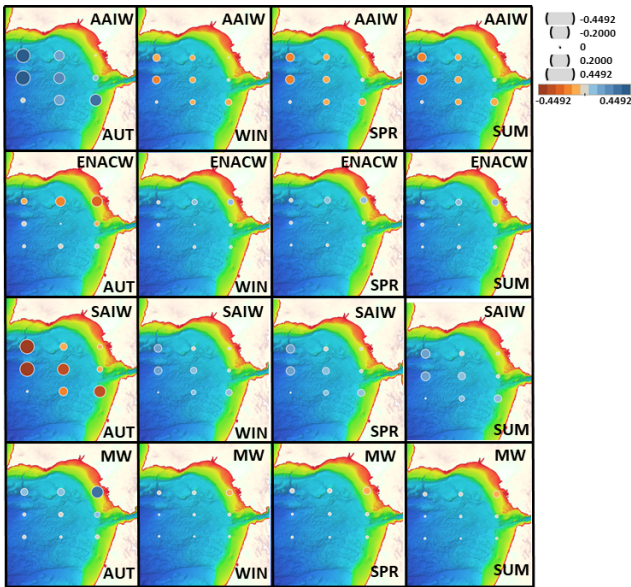 AAIW AAIW AAIW AAIW
AUT WIN SPR SUM
ENACW ENACW ENACW ENACW
AUT WIN SPR SUM
SAIW SAIW SAIW SAIW
AUT WIN SPR SUM
MW MW MW MW
AUT WIN SPR SUM
-0.4492
-0.2000
0
0.2000
0.4492
-0.4492 0.4492